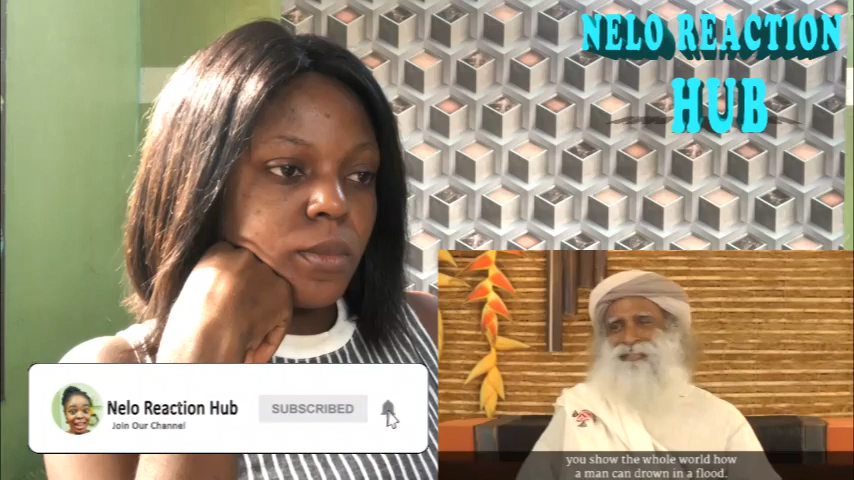 NELO REACTION
HUB
Nelo Reaction Hub
Join Our Channel
SUBSCRIBED
you show the whole world how
a man can drown in a flood.